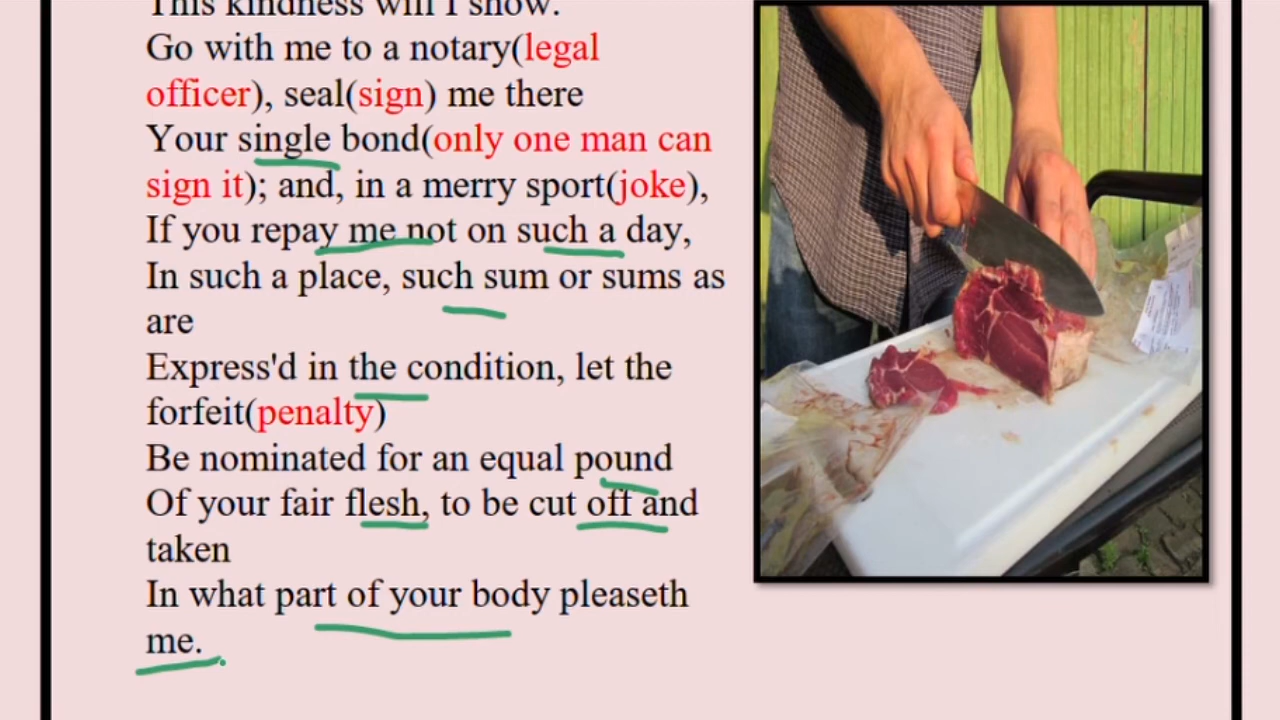 This kindness will I show.
Go with me to a notary(legal
officer), seal(sign) me there
Your single bond(only one man can
sign it); and, in a merry sport(joke),
If you repay me not on such a day,
In such a place, such sum or sums as
are
Express'd in the condition, let the
forfeit(penalty)
Be nominated for an equal pound
Of your fair flesh, to be cut off and
taken
In what part of your body pleaseth
me.